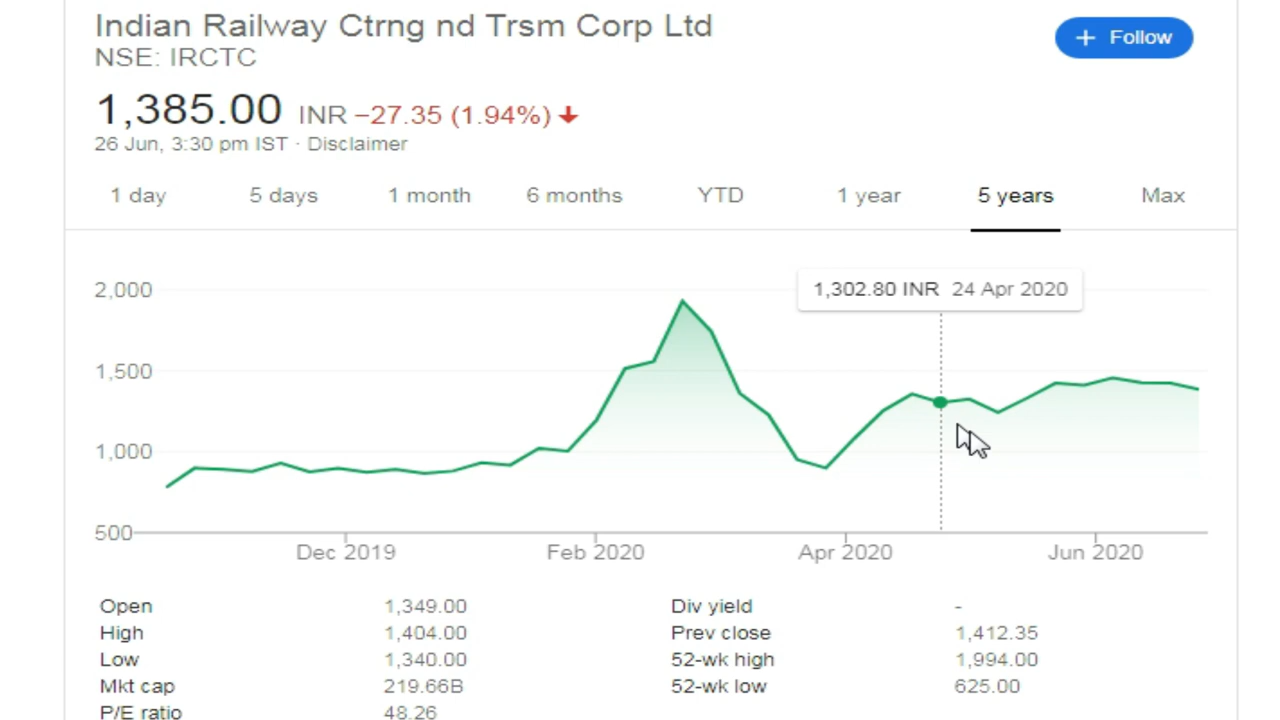 Indian Railway Ctrng nd Trsm Corp Ltd
+ Follow
NSE: IRCTC
1,385.00 INR −27.35 (1.94%) ↓
26 Jun, 3:30 pm IST · Disclaimer
1 day 5 days 1 month 6 months YTD 1 year 5 years Max
1,302.80 INR 24 Apr 2020
2,000
1,500
1,000
500
Dec 2019 Feb 2020 Apr 2020 Jun 2020
Open 1,349.00 Div yield -
High 1,404.00 Prev close 1,412.35
Low 1,340.00 52-wk high 1,994.00
Mkt cap 219.66B 52-wk low 625.00
P/E ratio 48.26